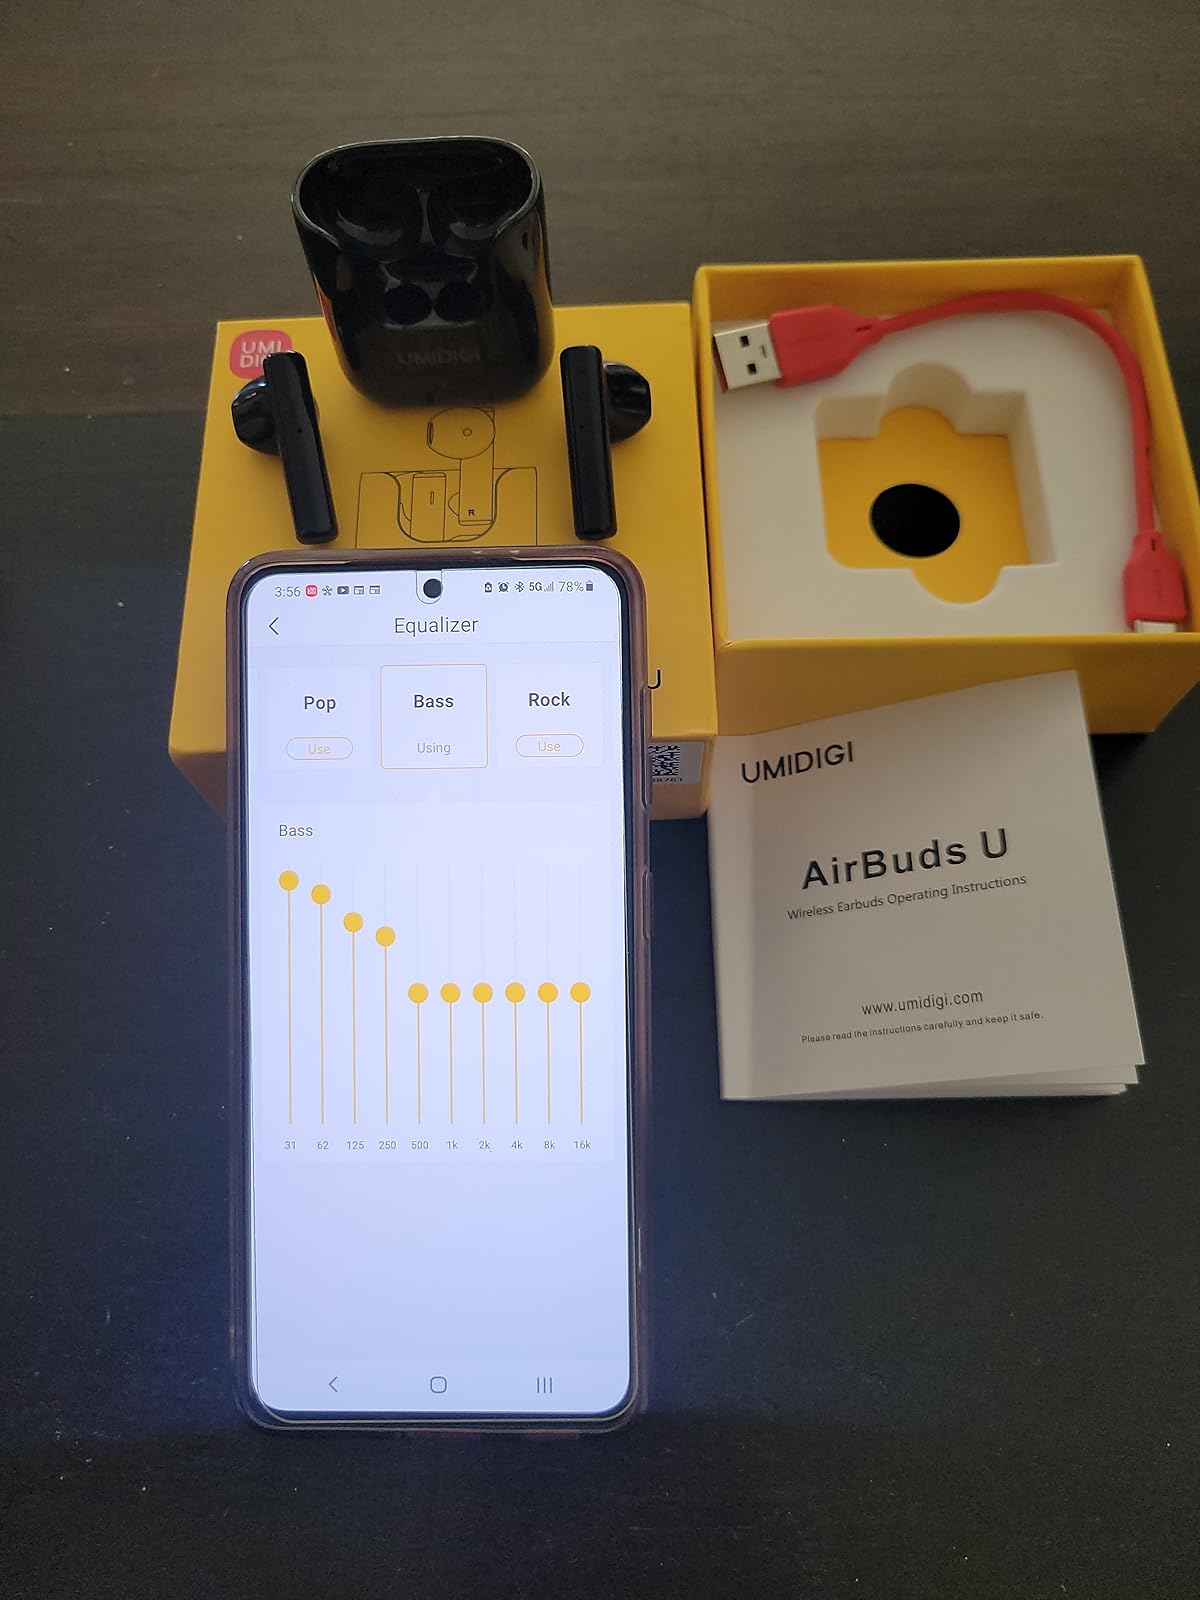 UMI
DIGI
UMIDIGI
R
U
3:56
5G
78%
Equalizer
Pop
Bass
Rock
Use
Using
Use
Bass
31 62 125 250 500 1k 2k 4k 8k 16k
UMIDIGI
AirBuds U
Wireless Earbuds Operating Instructions
www.umidigi.com
Please read the instructions carefully and keep it safe.